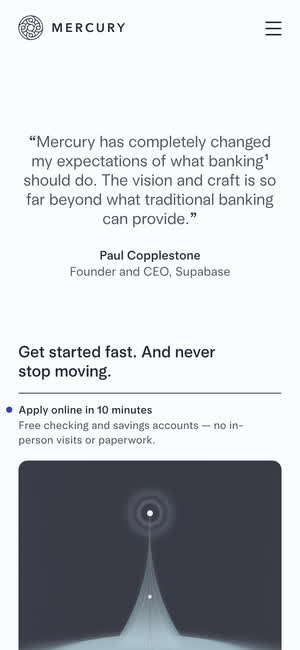 MERCURY
“Mercury has completely changed
my expectations of what banking¹
should do. The vision and craft is so
far beyond what traditional banking
can provide.”
Paul Copplestone
Founder and CEO, Supabase
Get started fast. And never
stop moving.
Apply online in 10 minutes
Free checking and savings accounts — no in-
person visits or paperwork.